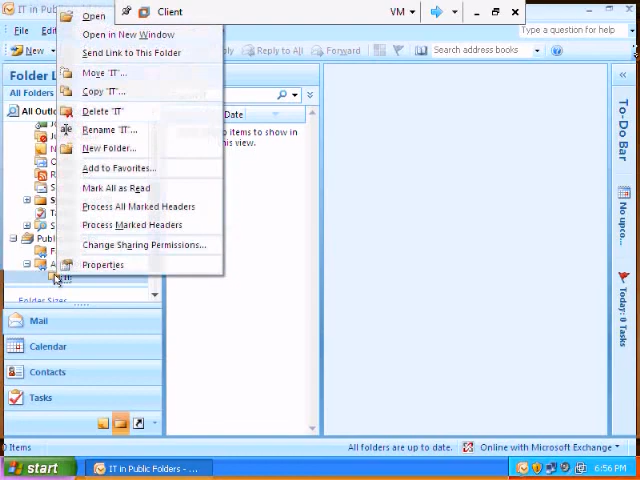 IT in Pub
Client
VM
File
Type a question for help
New
Reply to All
Forward
Search address books
Folder
All Folders
All Outlo
Open
Open in New Window
Send Link to This Folder
Move "IT"...
Copy "IT"...
Delete "IT"
Rename "IT"...
New Folder...
Add to Favorites...
Mark All as Read
Process All Marked Headers
Process Marked Headers
Change Sharing Permissions...
Properties
Date
items to show in
view.
To-Do Bar
No upco...
Today: 0 Tasks
Publ
IT
Folder Sizes
Mail
Calendar
Contacts
Tasks
0 Items
All folders are up to date.
Online with Microsoft Exchange
start
IT in Public Folders - ...
6:56 PM